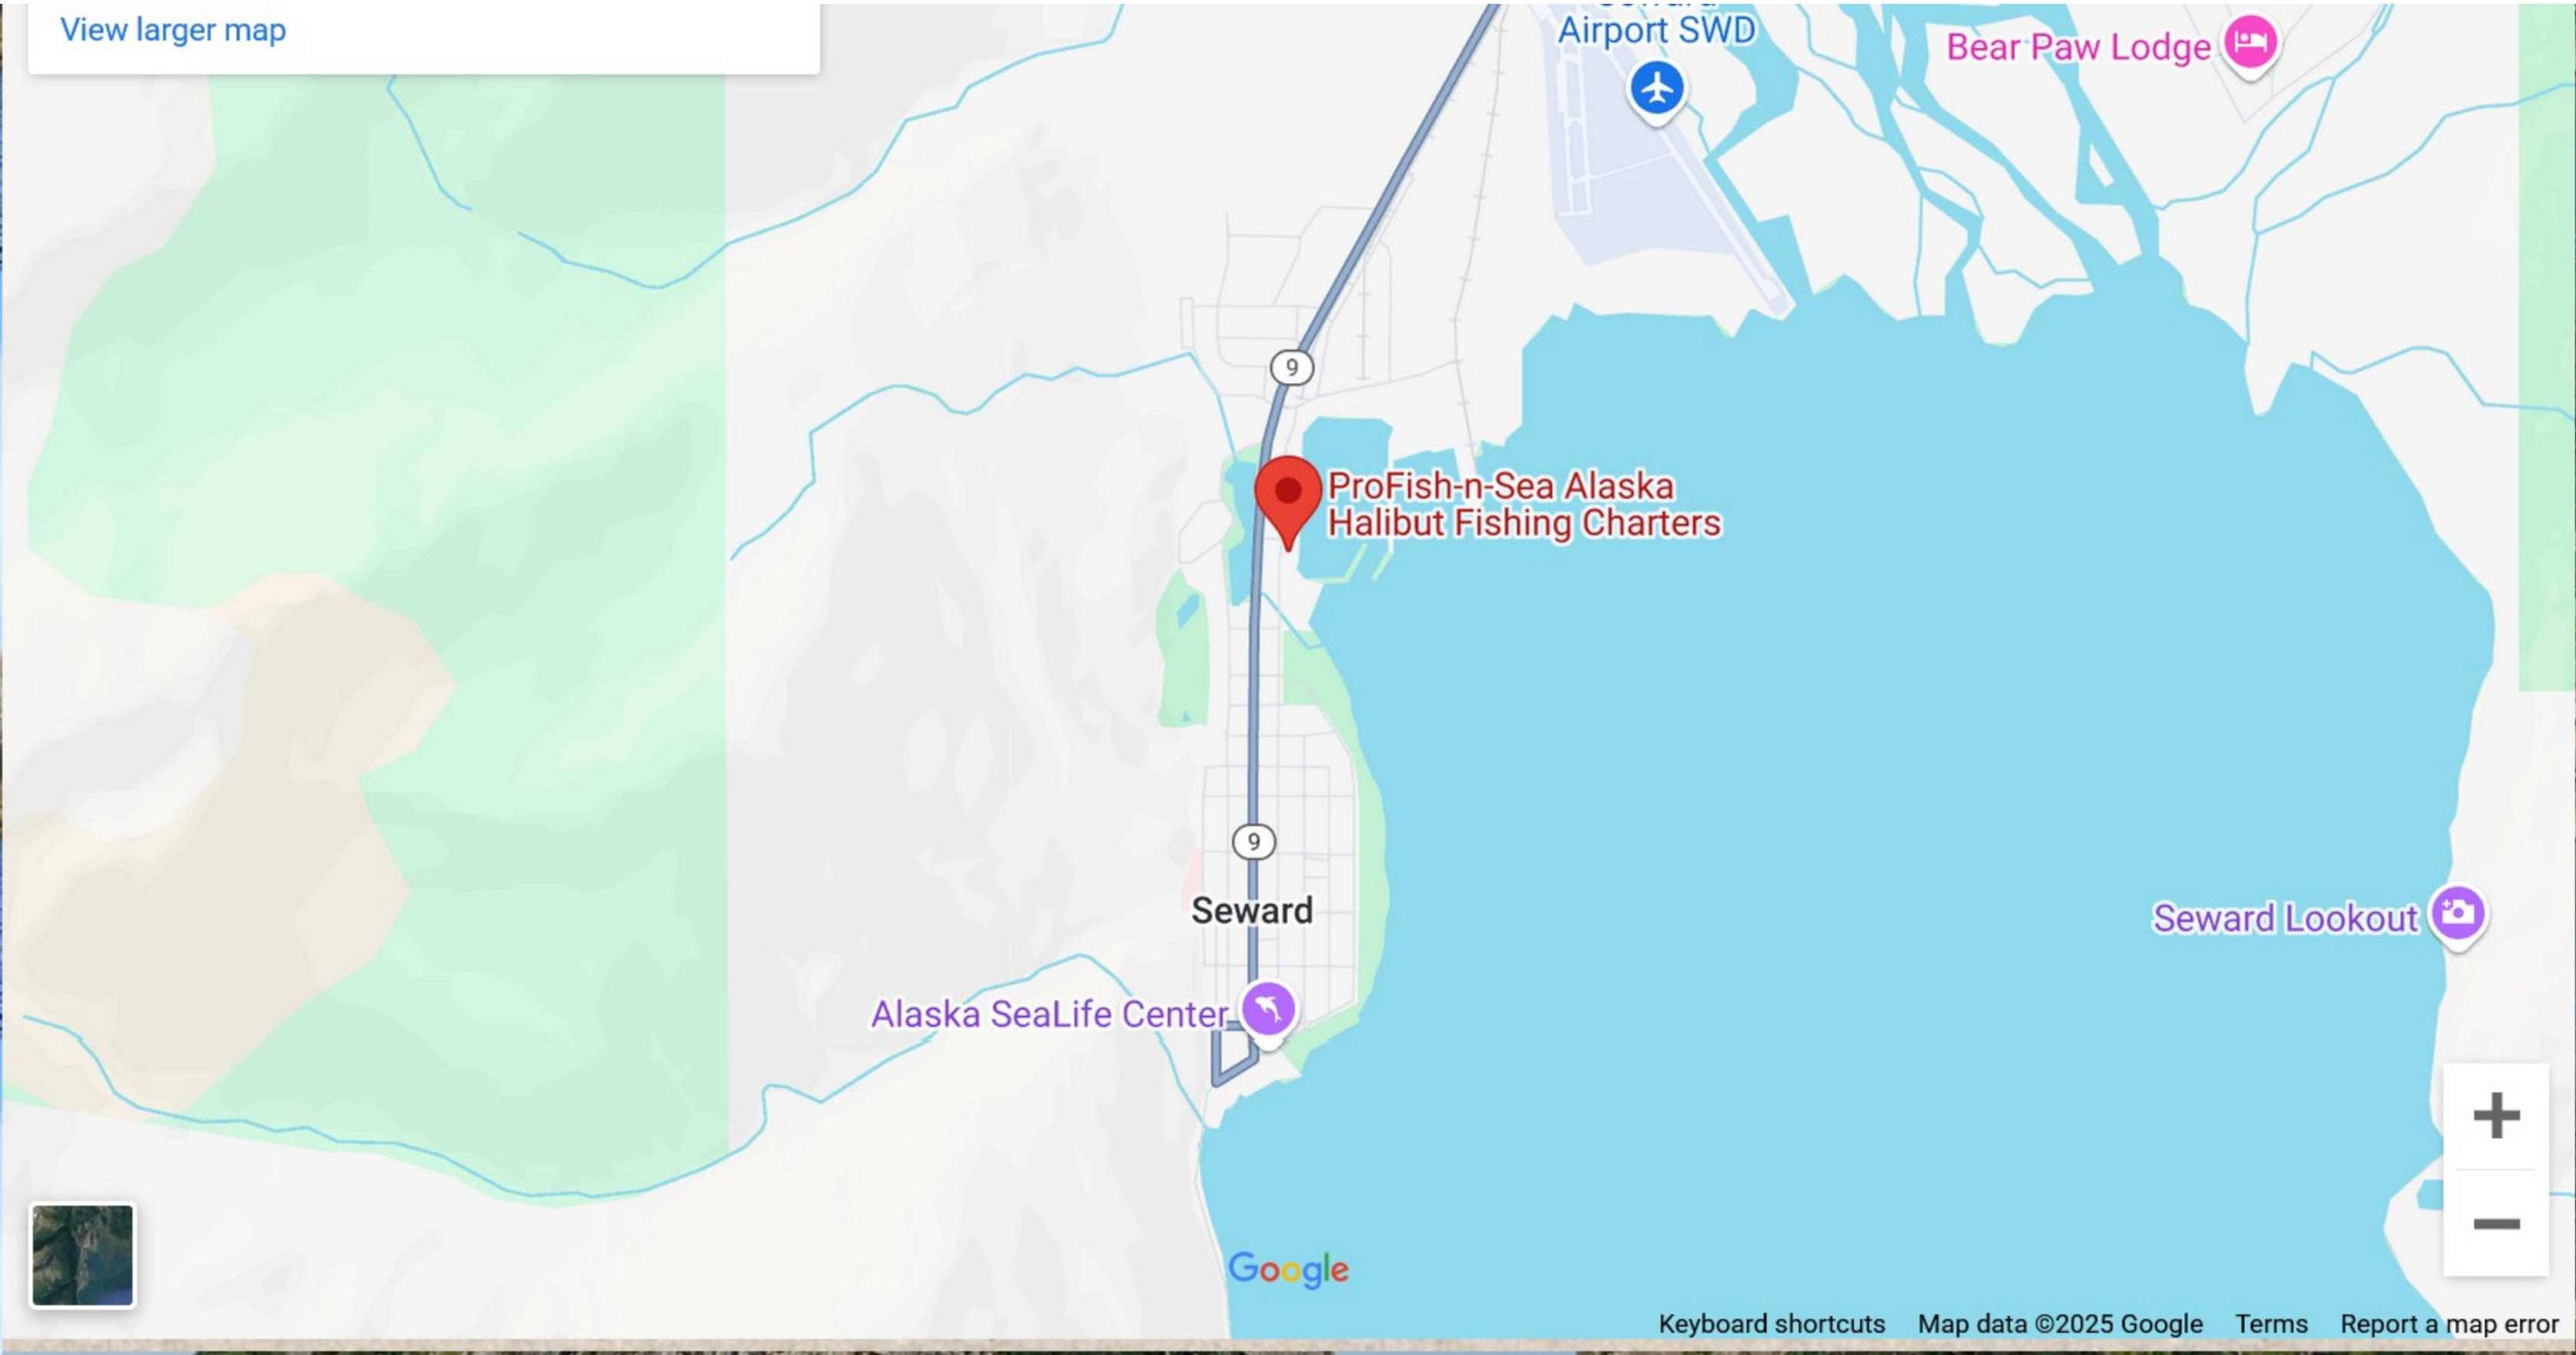 View larger map
Airport SWD
Bear Paw Lodge
9
ProFish-n-Sea Alaska
Halibut Fishing Charters
9
Seward
Seward Lookout
Alaska SeaLife Center
Google
Keyboard shortcuts Map data ©2025 Google Terms Report a map error